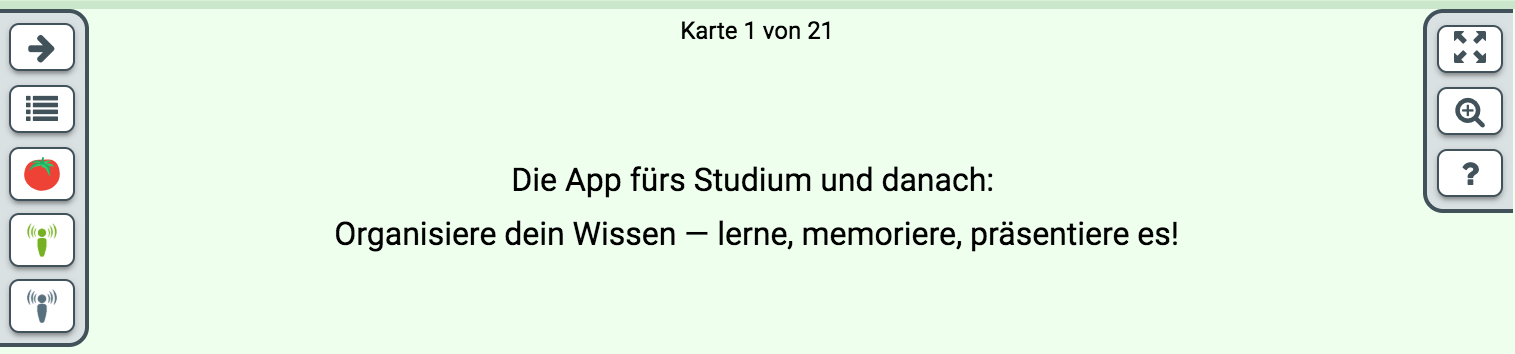 Karte 1 von 21
Die App fürs Studium und danach:
Organisiere dein Wissen — lerne, memoriere, präsentiere es!
?